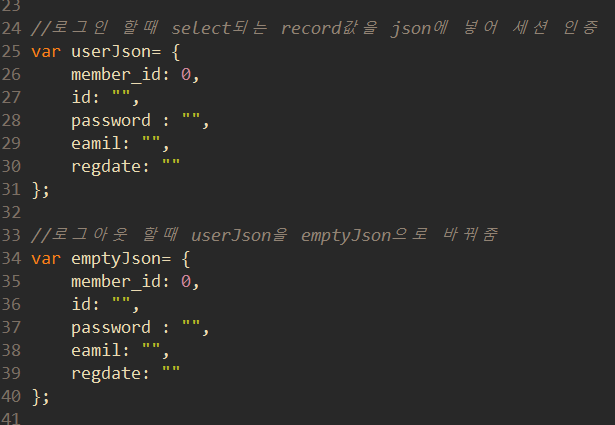 23
24 //로그인 할때 select되는 record값을 json에 넣어 세션 인증
25 var userJson= {
26     member_id: 0,
27     id: "",
28     password : "",
29     eamil: "",
30     regdate: ""
31 };
32
33 //로그아웃 할때 userJson을 emptyJson으로 바꿔줌
34 var emptyJson= {
35     member_id: 0,
36     id: "",
37     password : "",
38     eamil: "",
39     regdate: ""
40 };
41